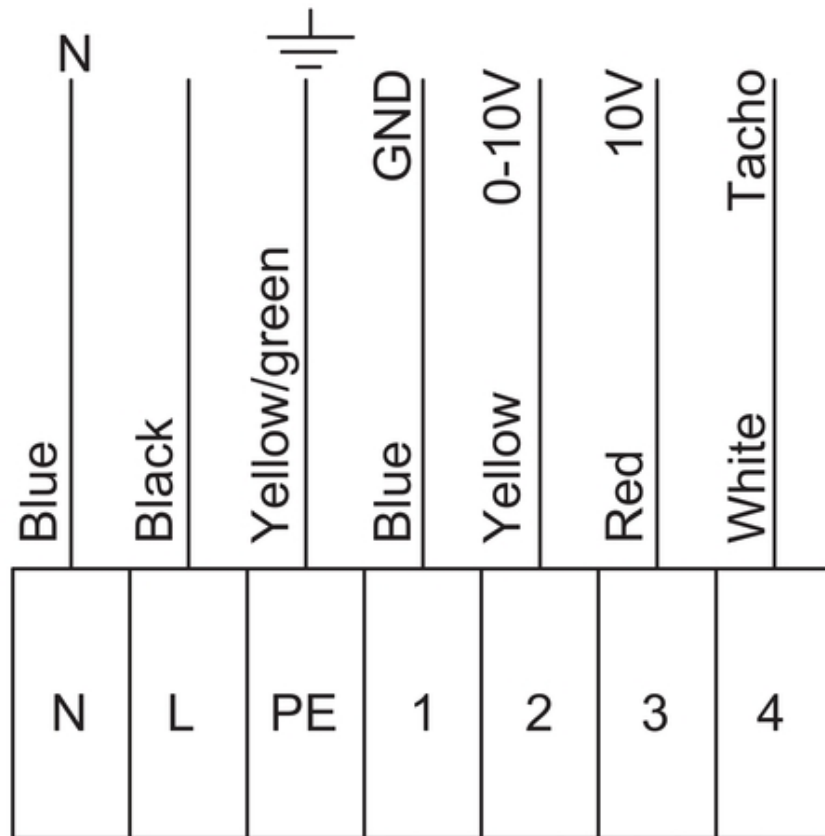 N
GND
0-10V
10V
Tacho
Blue
Black
Yellow/green
Blue
Yellow
Red
White
N
L
PE
1
2
3
4